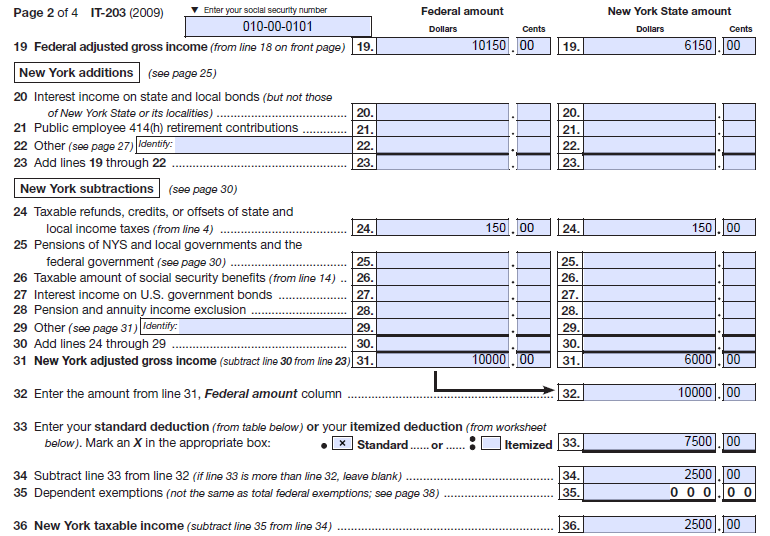 Page 2 of 4 IT-203 (2009) ▼ Enter your social security number Federal amount New York State amount
010-00-0101 Dollars Cents Dollars Cents
19 Federal adjusted gross income (from line 18 on front page) 19. 10150 . 00 19. 6150 . 00
New York additions (see page 25)
20 Interest income on state and local bonds (but not those
of New York State or its localities) ........................ 20. . 20. .
21 Public employee 414(h) retirement contributions ............. 21. . 21. .
22 Other (see page 27) Identify: 22. . 22. .
23 Add lines 19 through 22 ........................ 23. . 23. .
New York subtractions (see page 30)
24 Taxable refunds, credits, or offsets of state and
local income taxes (from line 4) ........................ 24. 150 . 00 24. 150 . 00
25 Pensions of NYS and local governments and the
federal government (see page 30) ........................ 25. . 25. .
26 Taxable amount of social security benefits (from line 14) .. 26. . 26. .
27 Interest income on U.S. government bonds .................... 27. . 27. .
28 Pension and annuity income exclusion ........................ 28. . 28. .
29 Other (see page 31) Identify: 29. . 29. .
30 Add lines 24 through 29 ........................ 30. . 30. .
31 New York adjusted gross income (subtract line 30 from line 23) 31. 10000 . 00 31. 6000 . 00
32 Enter the amount from line 31, Federal amount column ........................ 32. 10000 . 00
33 Enter your standard deduction (from table below) or your itemized deduction (from worksheet
below). Mark an X in the appropriate box: • × Standard ...... or ...... : Itemized 33. 7500 . 00
34 Subtract line 33 from line 32 (if line 33 is more than line 32, leave blank) ........................ 34. 2500 . 00
35 Dependent exemptions (not the same as total federal exemptions; see page 38) ........................ 35. 0 0 0 . 0 0
36 New York taxable income (subtract line 35 from line 34) ........................ 36. 2500 . 00